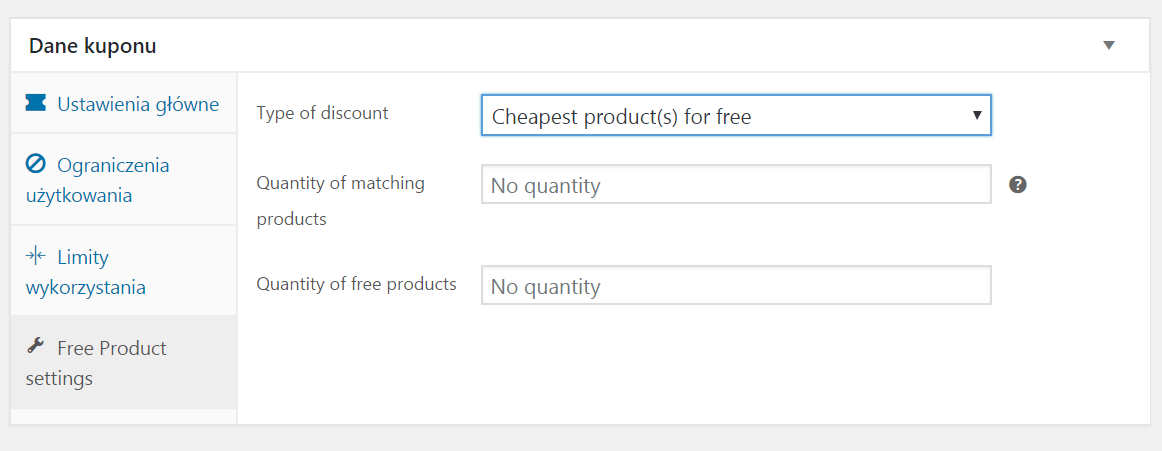 Dane kuponu
Ustawienia główne
Ograniczenia
użytkowania
Limity
wykorzystania
Free Product
settings
Type of discount
Cheapest product(s) for free
Quantity of matching
products
No quantity
Quantity of free products
No quantity